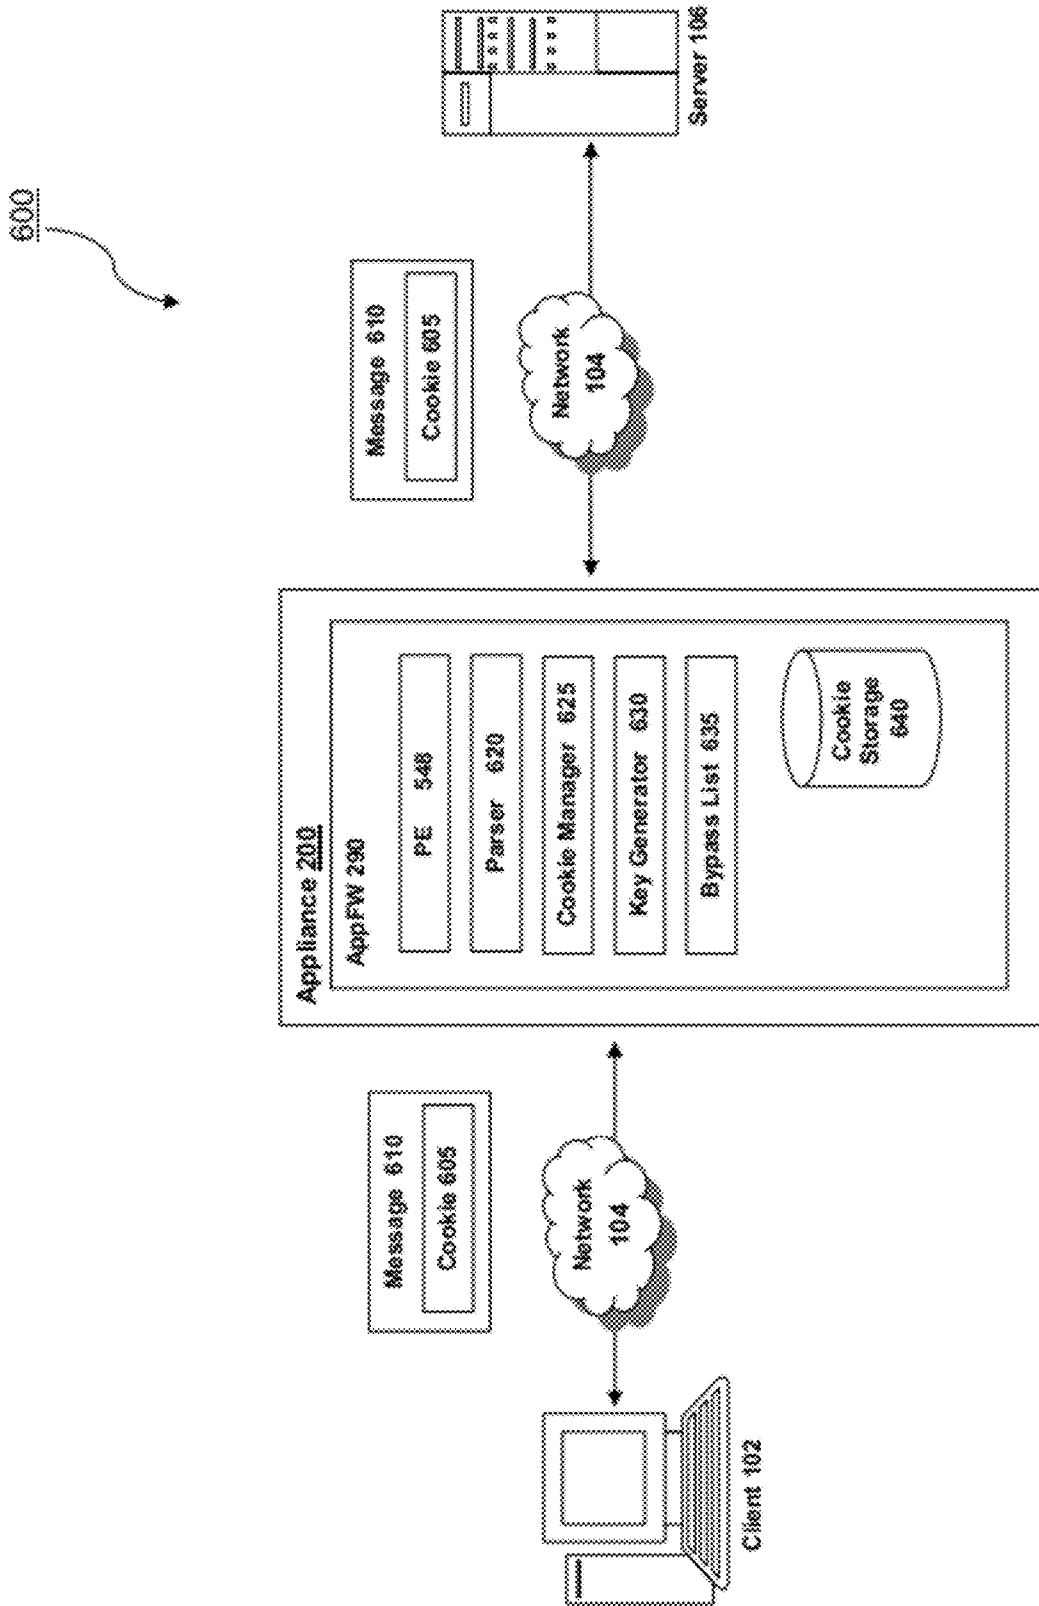 600
Message 610
Cookie 605
Network
104
Server 106
Appliance 200
AppFW 290
PE 548
Parser 620
Cookie Manager 625
Key Generator 630
Bypass List 635
Cookie
Storage
640
Message 610
Cookie 605
Network
104
Client 102